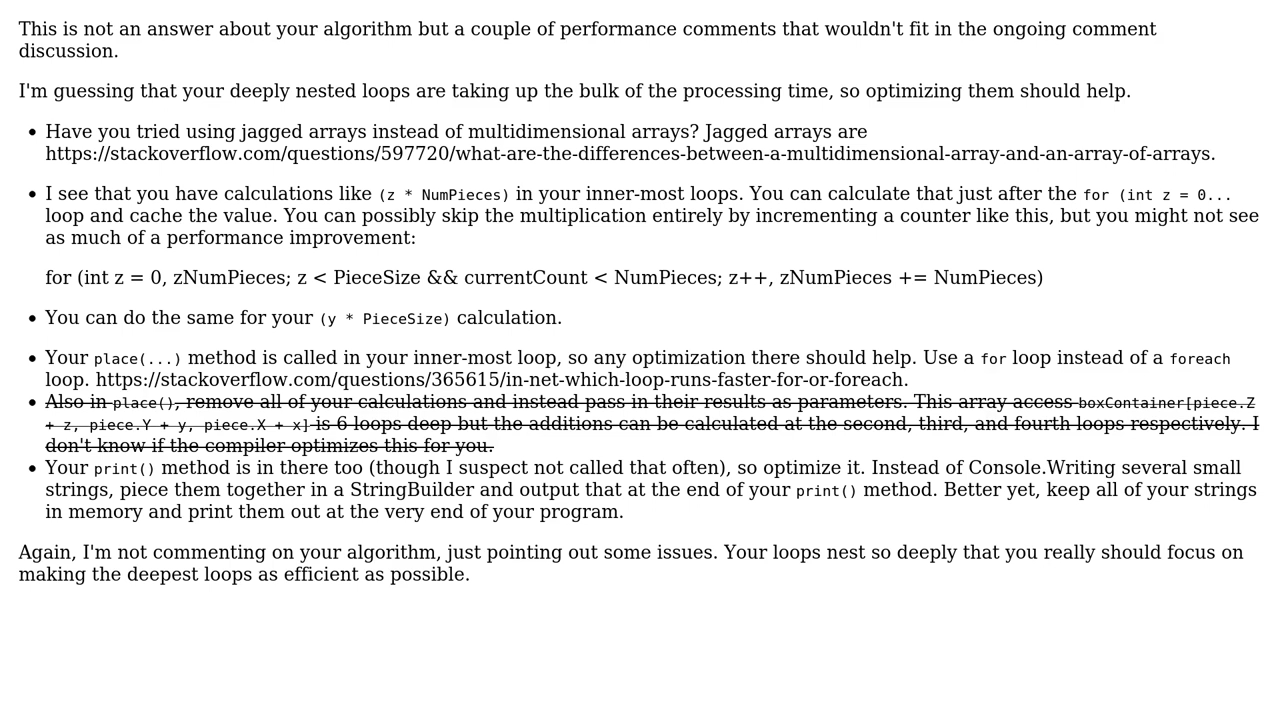 This is not an answer about your algorithm but a couple of performance comments that wouldn't fit in the ongoing comment
discussion.
I'm guessing that your deeply nested loops are taking up the bulk of the processing time, so optimizing them should help.
• Have you tried using jagged arrays instead of multidimensional arrays? Jagged arrays are
https://stackoverflow.com/questions/597720/what-are-the-differences-between-a-multidimensional-array-and-an-array-of-arrays.
• I see that you have calculations like (z * NumPieces) in your inner-most loops. You can calculate that just after the for (int z = 0...
loop and cache the value. You can possibly skip the multiplication entirely by incrementing a counter like this, but you might not see
as much of a performance improvement:
for (int z = 0, zNumPieces; z < PieceSize && currentCount < NumPieces; z++, zNumPieces += NumPieces)
• You can do the same for your (y * PieceSize) calculation.
• Your place(...) method is called in your inner-most loop, so any optimization there should help. Use a for loop instead of a foreach
loop. https://stackoverflow.com/questions/365615/in-net-which-loop-runs-faster-for-or-foreach.
• Also in place(), remove all of your calculations and instead pass in their results as parameters. This array access boxContainer[piece.Z
+ z, piece.Y + y, piece.X + x] is 6 loops deep but the additions can be calculated at the second, third, and fourth loops respectively. I
don't know if the compiler optimizes this for you.
• Your print() method is in there too (though I suspect not called that often), so optimize it. Instead of Console.Writing several small
strings, piece them together in a StringBuilder and output that at the end of your print() method. Better yet, keep all of your strings
in memory and print them out at the very end of your program.
Again, I'm not commenting on your algorithm, just pointing out some issues. Your loops nest so deeply that you really should focus on
making the deepest loops as efficient as possible.